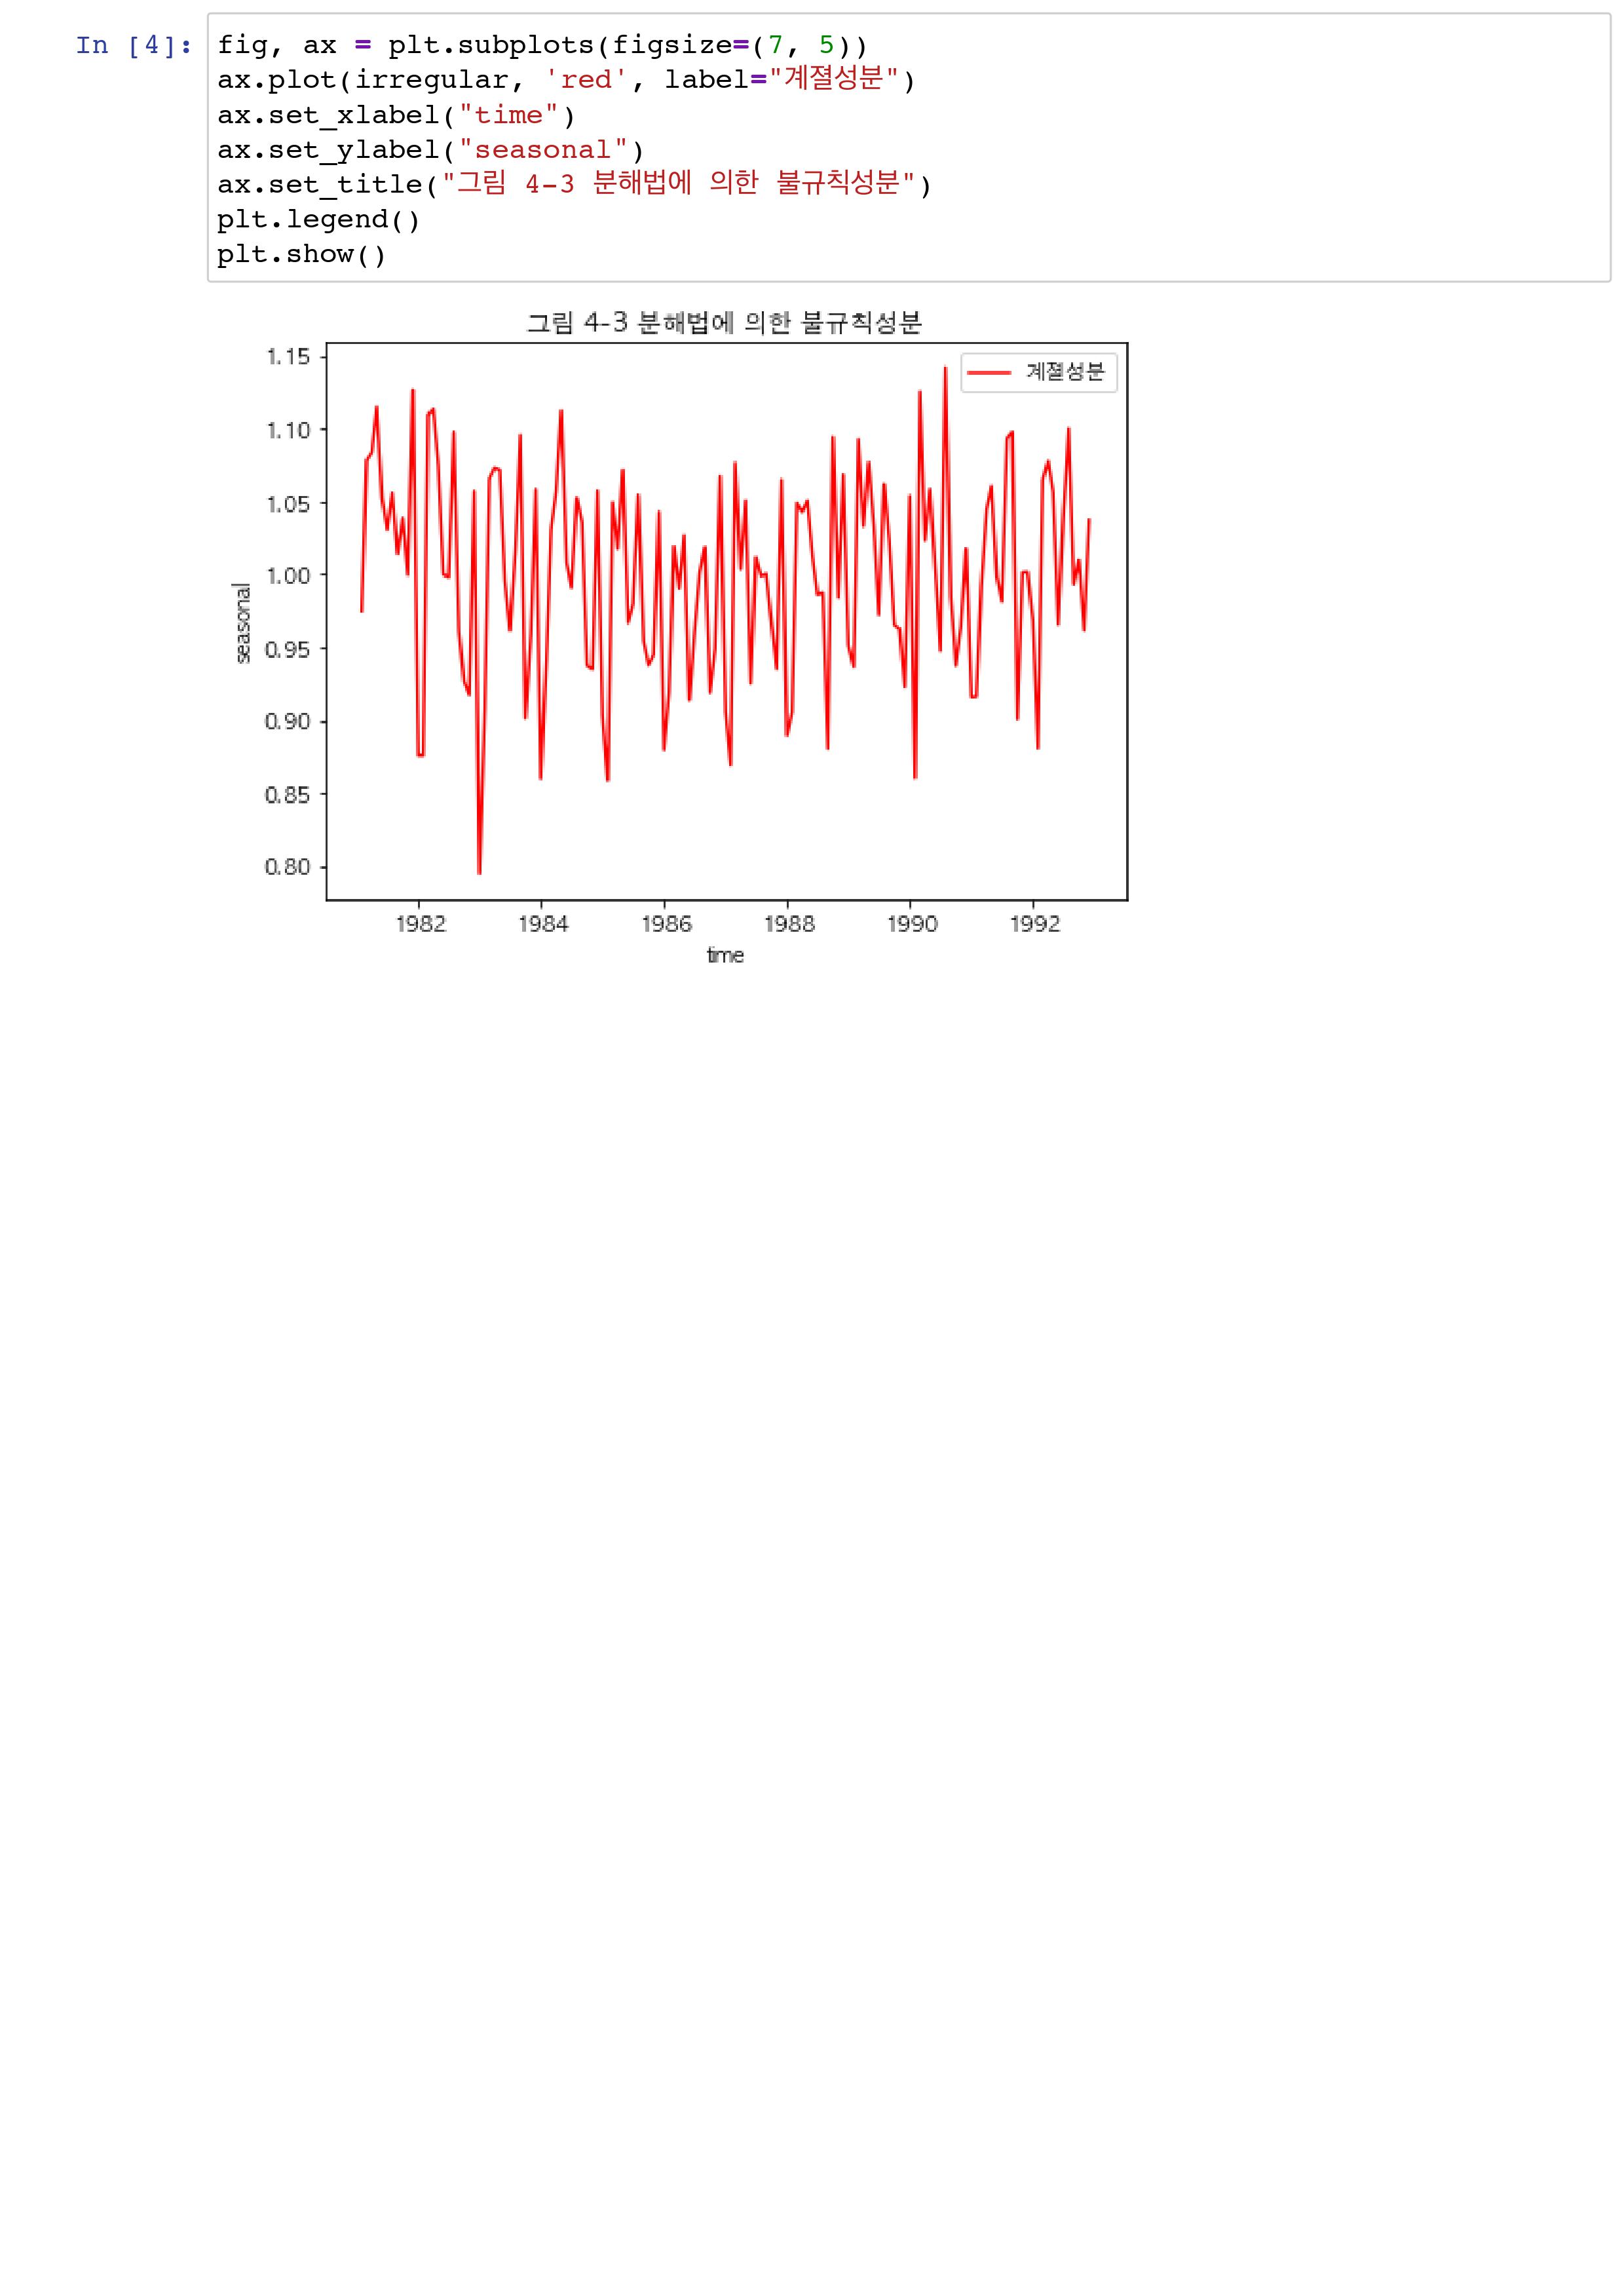 In [4]: fig, ax = plt.subplots(figsize=(7, 5))
ax.plot(irregular, 'red', label="계졀성분")
ax.set_xlabel("time")
ax.set_ylabel("seasonal")
ax.set_title("그림 4-3 분해법에 의한 불규칙성분")
plt.legend()
plt.show()
그림 4-3 분해법에 의한 불규칙성분
계졀성분
1.15
1.10
1.05
1.00
0.95
0.90
0.85
0.80
seasonal
1982 1984 1986 1988 1990 1992
time